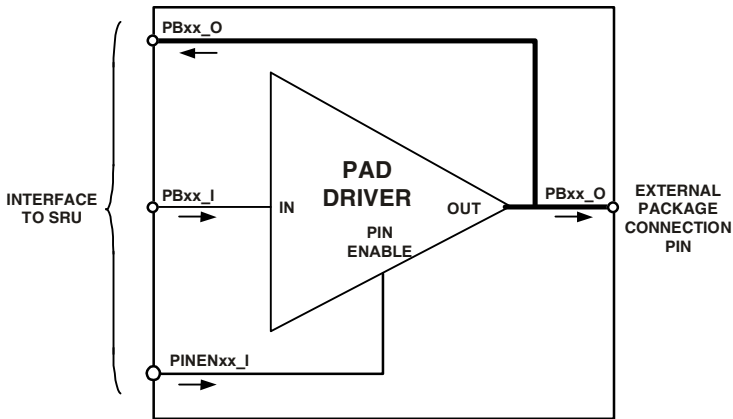 PBxx_O
PBxx_I
INTERFACE
TO SRU
PAD
DRIVER
IN
OUT
PIN
ENABLE
PBxx_O
EXTERNAL
PACKAGE
CONNECTION
PIN
PINENxx_I